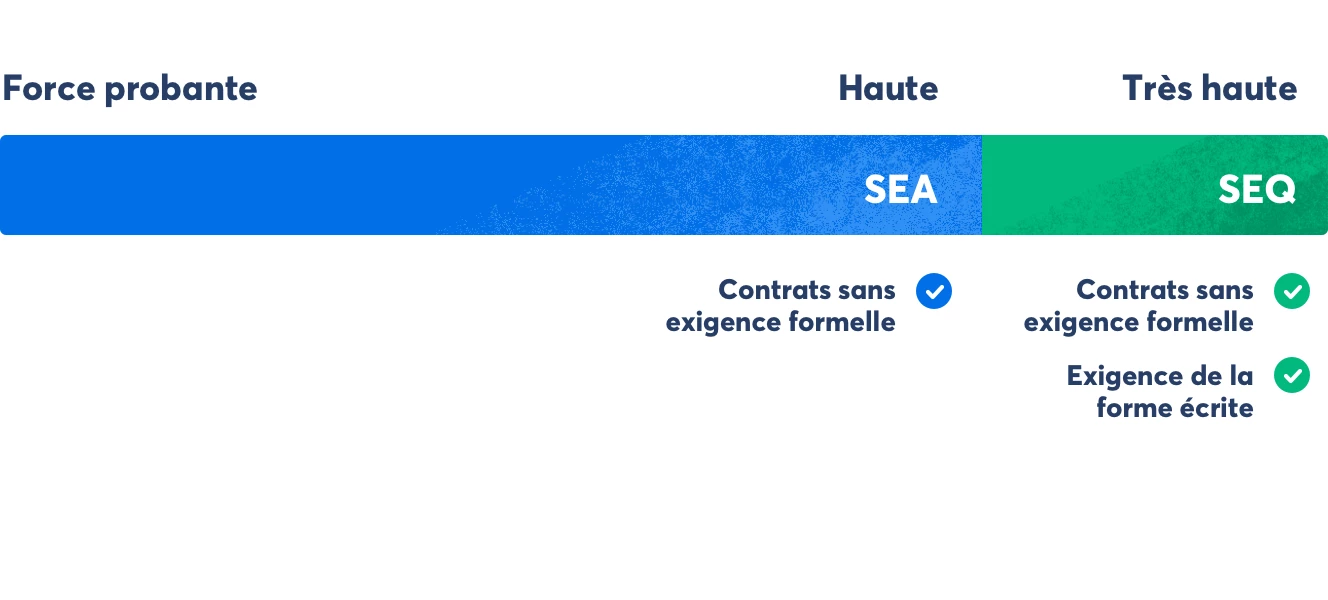 Force probante
Haute
Très haute
SEA
SEQ
Contrats sans
exigence formelle
Contrats sans
exigence formelle
Exigence de la
forme écrite